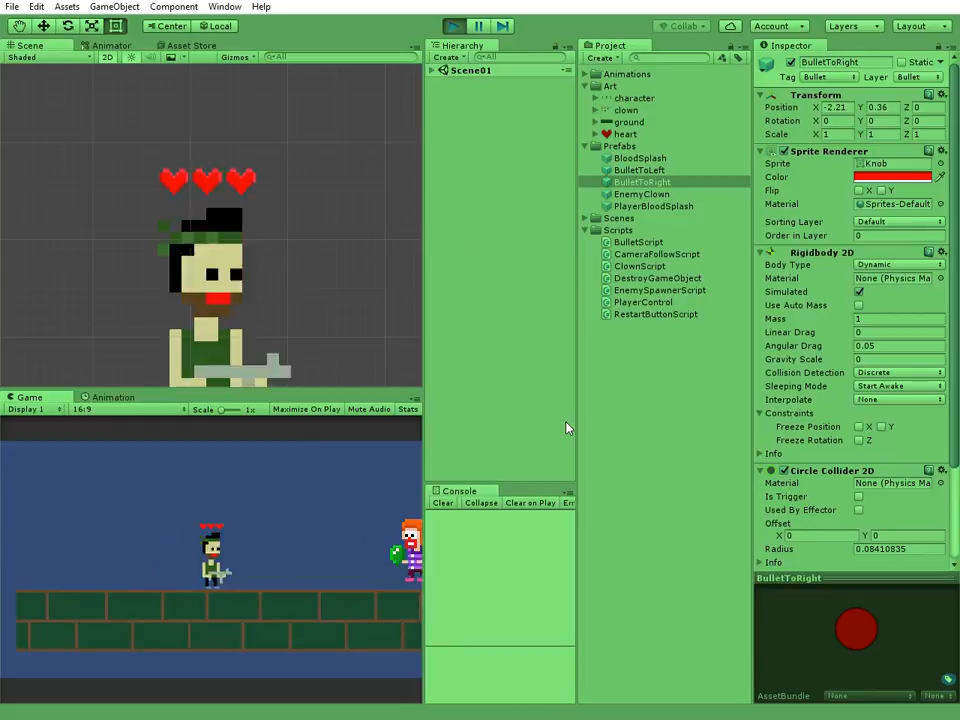 File Edit Assets GameObject Component Window Help
Center Local Collab Account Layers Layout
Scene Animator Asset Store
Shaded 2D Gizmos All
Hierarchy
Create All
Scene01
Project
Create
Animations
Art
character
clown
ground
heart
Prefabs
BloodSplash
BulletToLeft
BulletToRight
EnemyClown
PlayerBloodSplash
Scenes
Scripts
BulletScript
CameraFollowScript
ClownScript
DestroyGameObject
EnemySpawnerScript
PlayerControl
RestartButtonScript
Inspector
BulletToRight Static
Tag Bullet Layer Bullet
Transform
Position X -2.21 Y 0.36 Z 0
Rotation X 0 Y 0 Z 0
Scale X 1 Y 1 Z 1
Sprite Renderer
Sprite Knob
Color
Flip X Y
Material Sprites-Default
Sorting Layer Default
Order in Layer 0
Rigidbody 2D
Body Type Dynamic
Material None (Physics Ma
Simulated
Use Auto Mass
Mass 1
Linear Drag 0
Angular Drag 0.05
Gravity Scale 0
Collision Detection Discrete
Sleeping Mode Start Awake
Interpolate None
Constraints
Freeze Position X Y
Freeze Rotation Z
Info
Circle Collider 2D
Material None (Physics Ma
Is Trigger
Used By Effector
Offset
X 0 Y 0
Radius 0.08410835
Info
BulletToRight
AssetBundle None None
Game Animation
Display 1 16:9 Scale 1x Maximize On Play Mute Audio Stats
Console
Clear Collapse Clear on Play Err